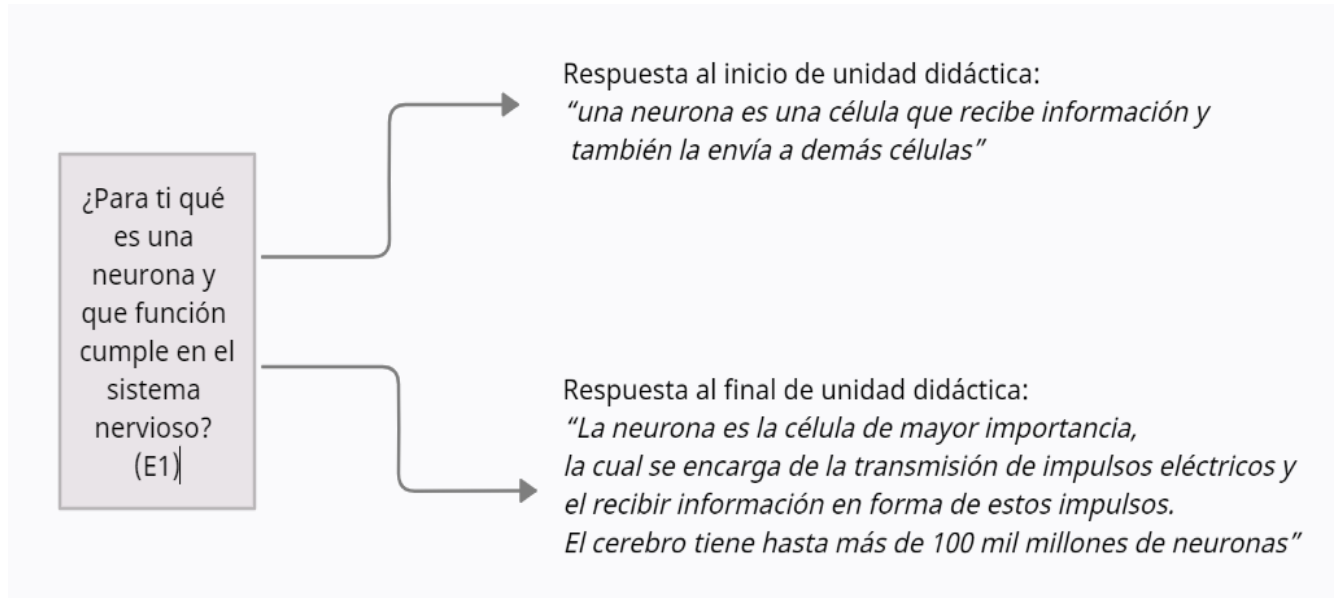 ¿Para ti qué
es una
neurona y
que función
cumple en el
sistema
nervioso?
(E1)
Respuesta al inicio de unidad didáctica:
“una neurona es una célula que recibe información y
también la envía a demás células”
Respuesta al final de unidad didáctica:
“La neurona es la célula de mayor importancia,
la cual se encarga de la transmisión de impulsos eléctricos y
el recibir información en forma de estos impulsos.
El cerebro tiene hasta más de 100 mil millones de neuronas”